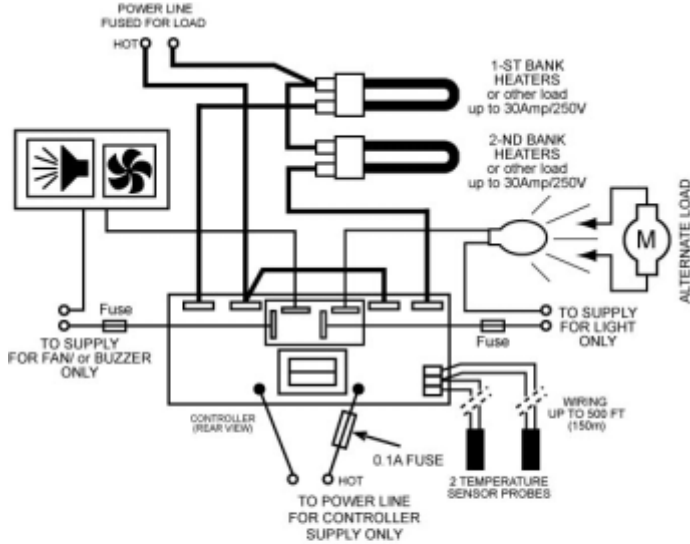 POWER LINE
FUSED FOR LOAD
HOT
1-ST BANK
HEATERS
or other load
up to 30Amp/250V
2-ND BANK
HEATERS
or other load
up to 30Amp/250V
M
ALTERNATE LOAD
Fuse
TO SUPPLY
FOR FAN/ or BUZZER
ONLY
Fuse
TO SUPPLY
FOR LIGHT
ONLY
CONTROLLER
(REAR VIEW)
WIRING
UP TO 500 FT
(150m)
0.1A FUSE
HOT
2 TEMPERATURE
SENSOR PROBES
TO POWER LINE
FOR CONTROLLER
SUPPLY ONLY